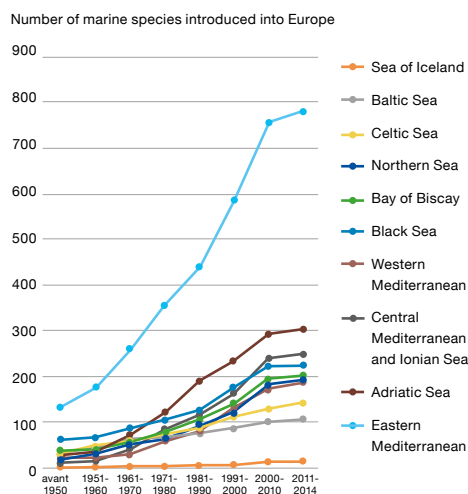 Number of marine species introduced into Europe
900
800
700
600
500
400
300
200
100
0
avant 1951- 1961- 1971- 1981- 1991- 2000- 2011-
1950 1960 1970 1980 1990 2000 2010 2014
Sea of Iceland
Baltic Sea
Celtic Sea
Northern Sea
Bay of Biscay
Black Sea
Western
Mediterranean
Central
Mediterranean
and Ionian Sea
Adriatic Sea
Eastern
Mediterranean